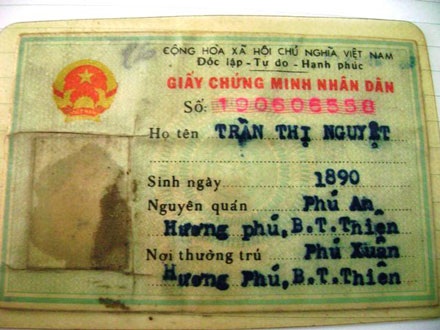 CỘNG HÒA XÃ HỘI CHỦ NGHĨA VIỆT NAM
Độc lập - Tự do - Hạnh phúc
GIẤY CHỨNG MINH NHÂN DÂN
Số: 190506558
Họ tên TRẦN THỊ NGUYỆT
Sinh ngày 1890
Nguyên quán Phú An
Hương phú, B.T.Thiên
Nơi thường trú Phú Xuân
Hương Phú, B.T.Thiên